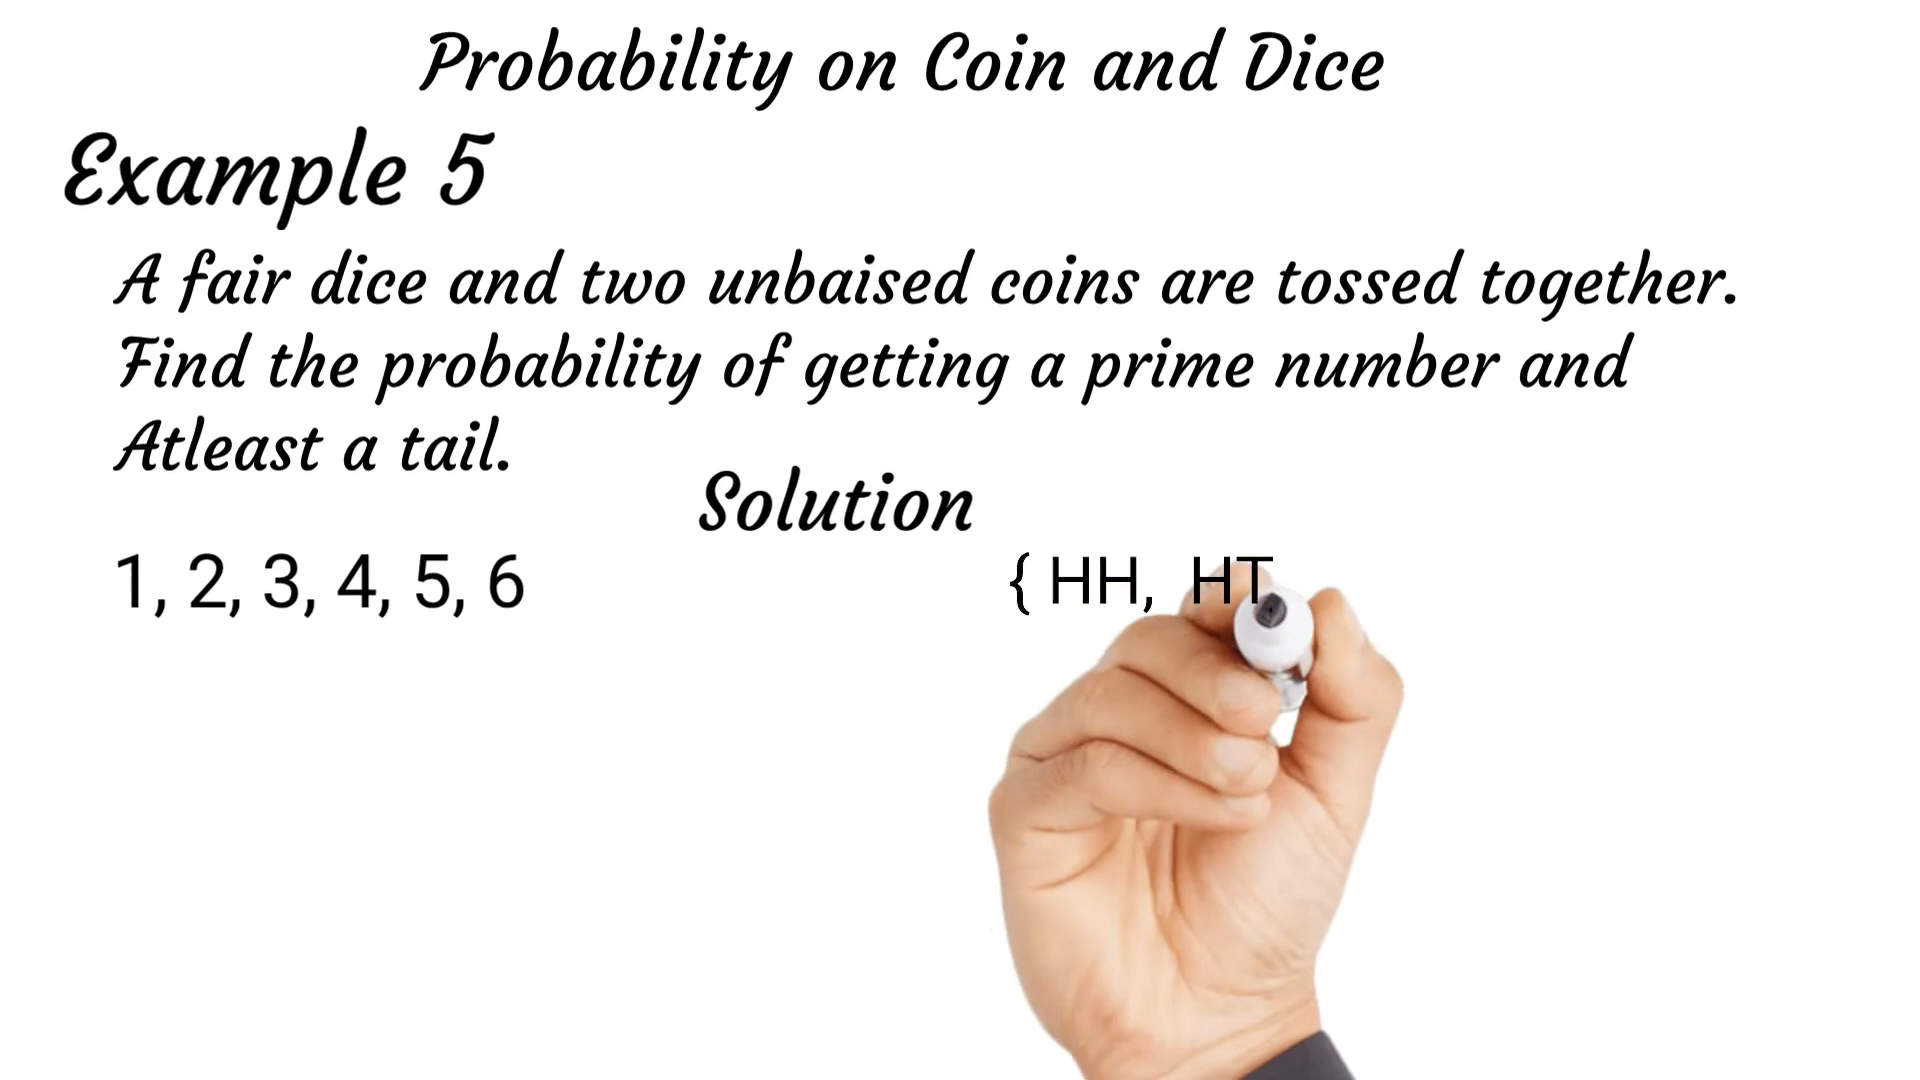 Probability on Coin and Dice
Example 5
A fair dice and two unbaised coins are tossed together.
Find the probability of getting a prime number and
Atleast a tail.
Solution
1, 2, 3, 4, 5, 6 { HH, HT